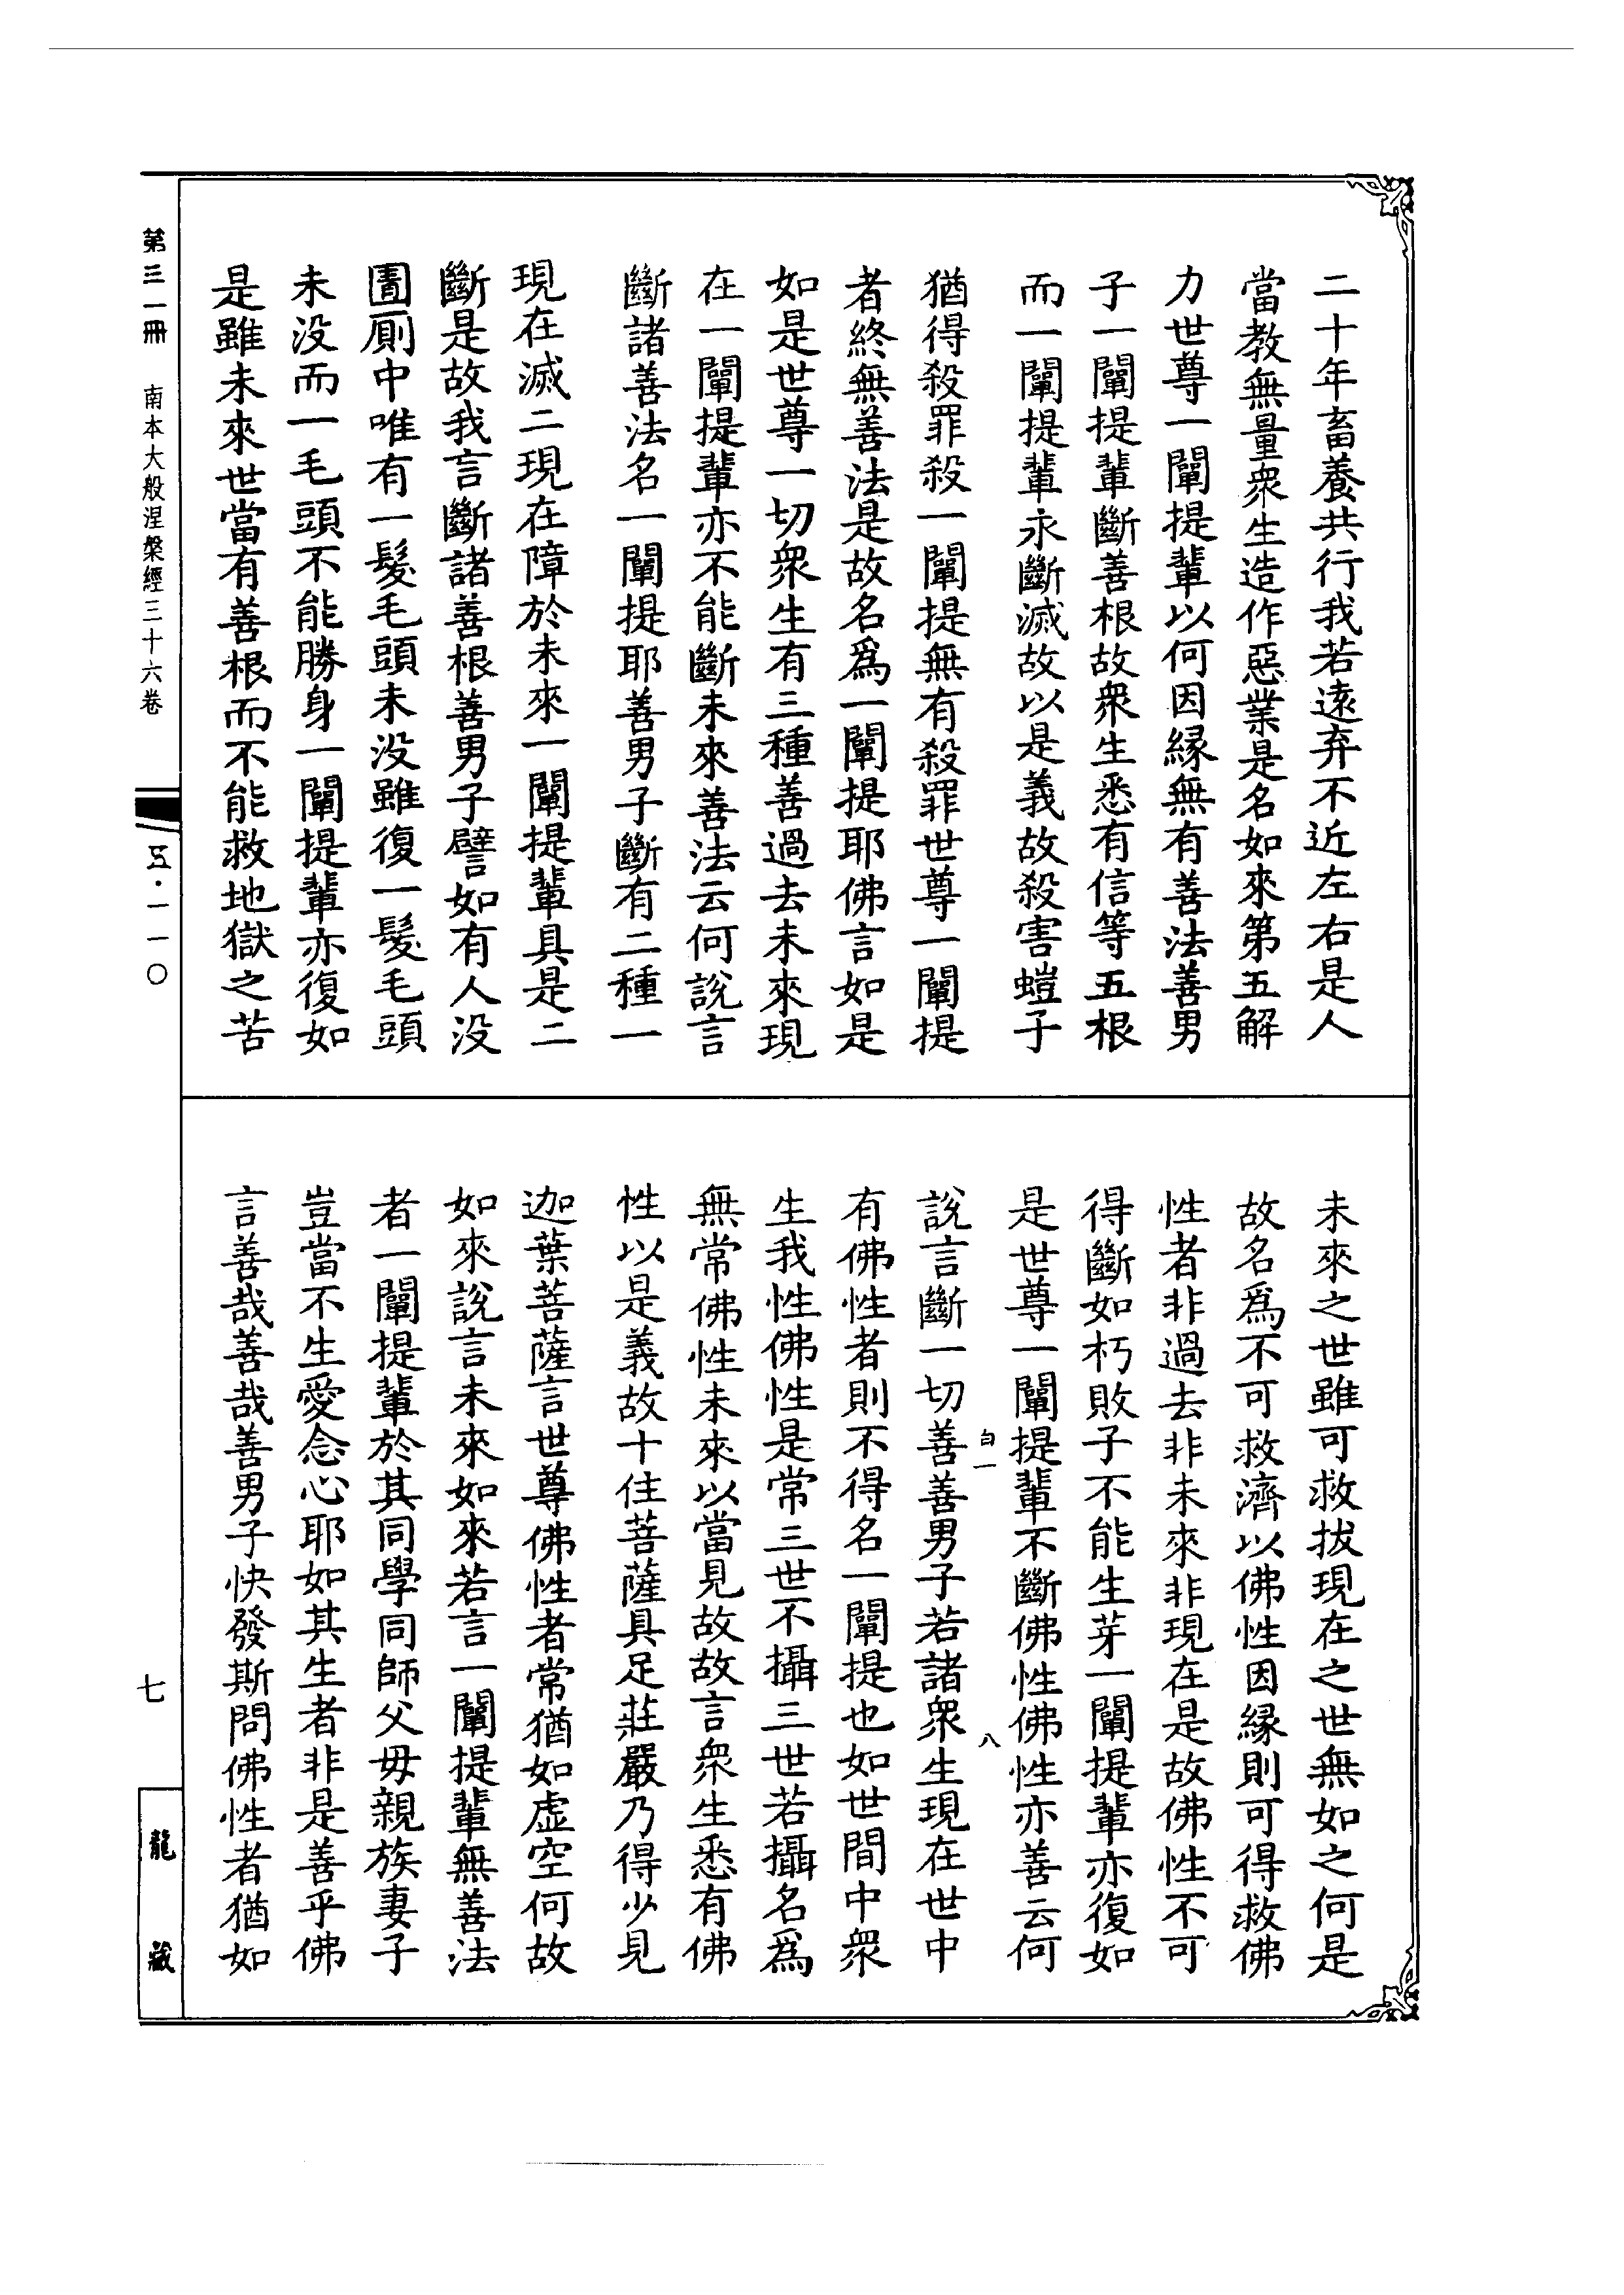 二十年畜養共行我若遠弃不近左右是人
當教無量衆生造作惡業是名如來第五解
力世尊一闡提輩以何因縁無有善法善男
子一闡提輩斷善根故衆生悉有信等五根
而一闡提輩永斷滅故以是義故殺害螘子
猶得殺罪殺一闡提無有殺罪世尊一闡提
者終無善法是故名爲一闡提耶佛言如是
如是世尊一切衆生有三種善過去未來現
在一闡提輩亦不能斷未來善法云何說言
斷諸善法名一闡提耶善男子斷有二種一
現在滅二現在障於未來一闡提輩具是二
斷是故我言斷諸善根善男子譬如有人没
圊厠中唯有一髮毛頭未没雖復一髮毛頭
未没而一毛頭不能勝身一闡提輩亦復如
是雖未來世當有善根而不能救地獄之苦
未來之世雖可救拔現在之世無如之何是
故名爲不可救濟以佛性因縁則可得救佛
性者非過去非未來非現在是故佛性不可
得斷如朽敗子不能生芽一闡提輩亦復如
是世尊一闡提輩不斷佛性佛性亦善云何
白一 八
說言斷一切善善男子若諸衆生現在世中
有佛性者則不得名一闡提也如世間中衆
生我性佛性是常三世不攝三世若攝名爲
無常佛性未來以當見故故言衆生悉有佛
性以是義故十住菩薩具足莊嚴乃得少見
迦葉菩薩言世尊佛性者常猶如虚空何故
如來說言未來如來若言一闡提輩無善法
者一闡提輩於其同學同師父毋親族妻子
豈當不生愛念心耶如其生者非是善乎佛
言善哉善哉善男子快發斯問佛性者猶如
第三一冊 南本大般涅槃經三十六卷
五·一一〇
七
龍藏